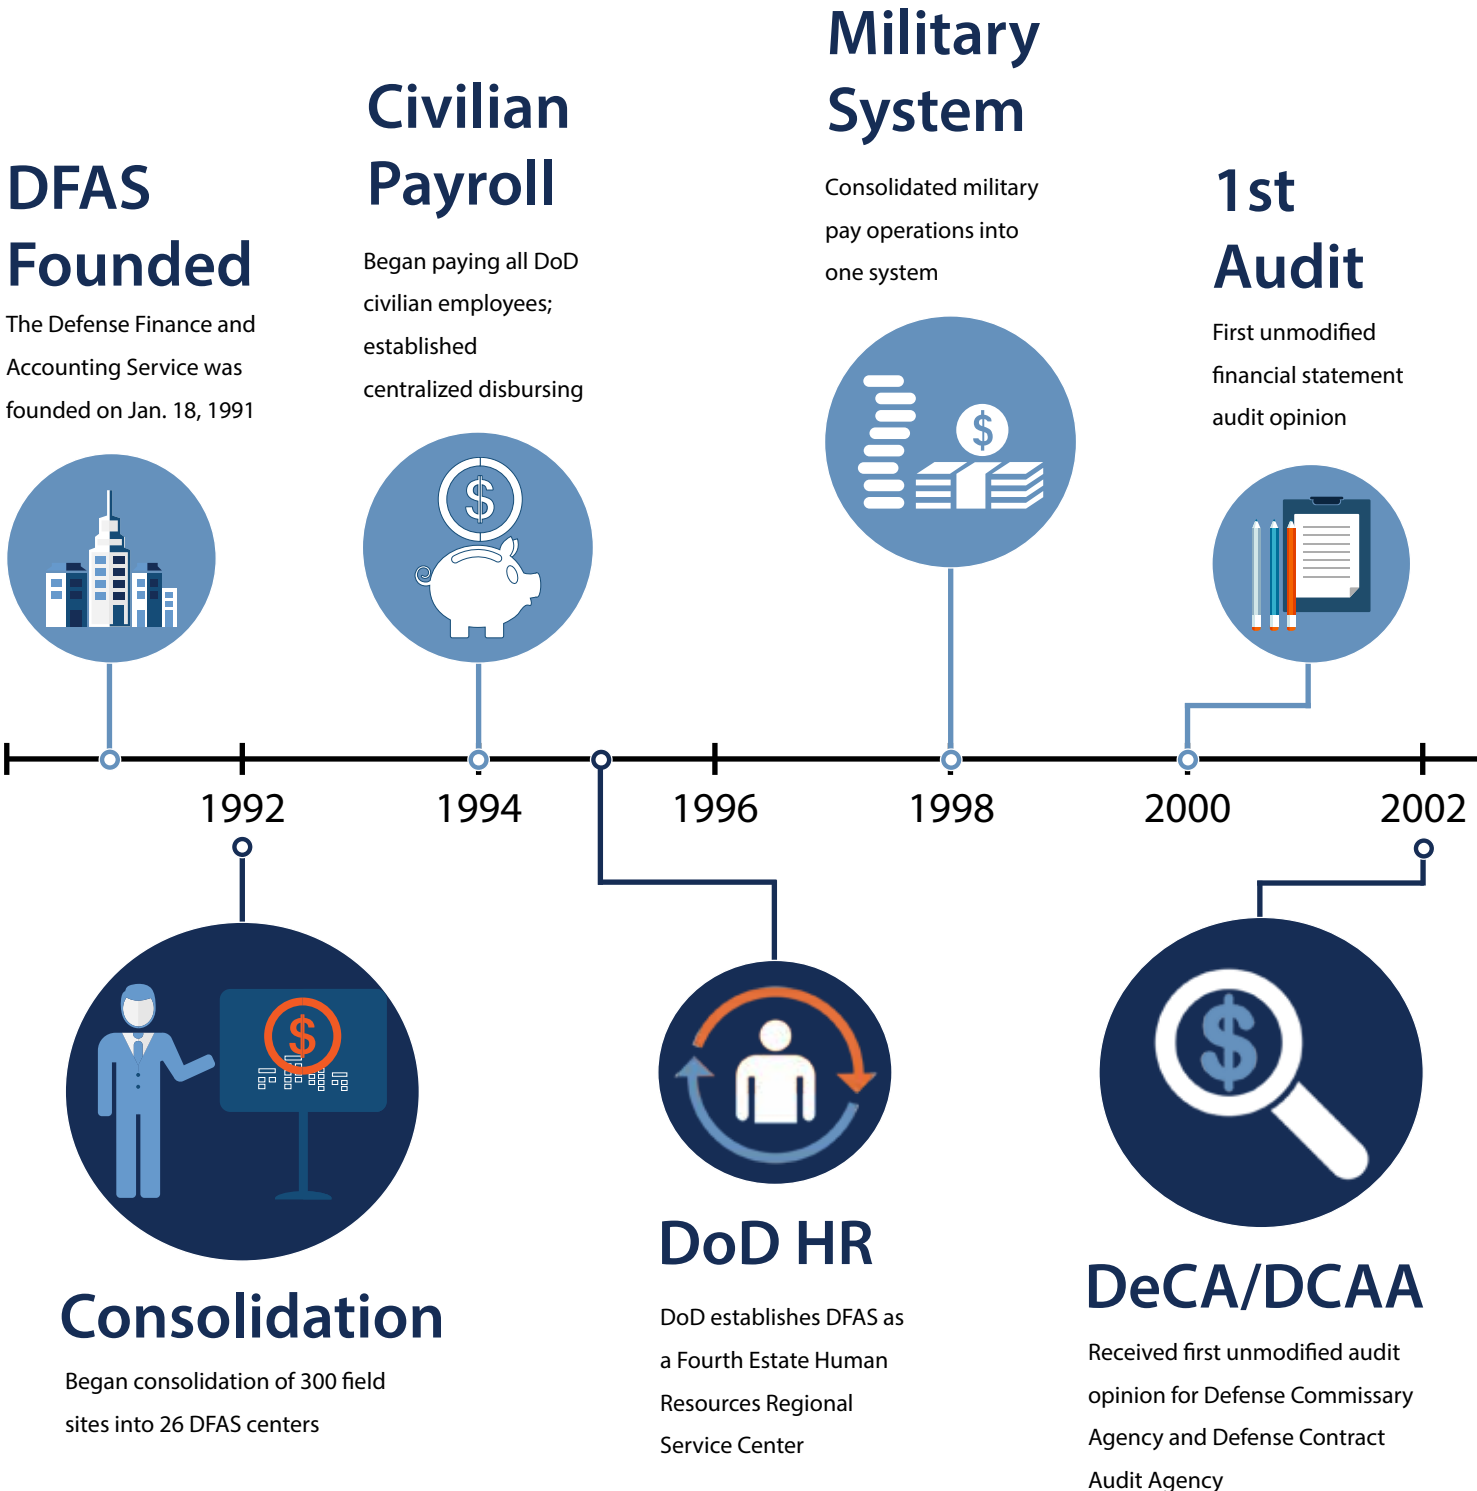 DFAS
Founded
The Defense Finance and
Accounting Service was
founded on Jan. 18, 1991
Civilian
Payroll
Began paying all DoD
civilian employees;
established
centralized disbursing
Military
System
Consolidated military
pay operations into
one system
1st
Audit
First unmodified
financial statement
audit opinion
$
$
$
1992
1994
1996
1998
2000
2002
$
Consolidation
Began consolidation of 300 field
sites into 26 DFAS centers
DoD HR
DoD establishes DFAS as
a Fourth Estate Human
Resources Regional
Service Center
$
DeCA/DCAA
Received first unmodified audit
opinion for Defense Commissary
Agency and Defense Contract
Audit Agency